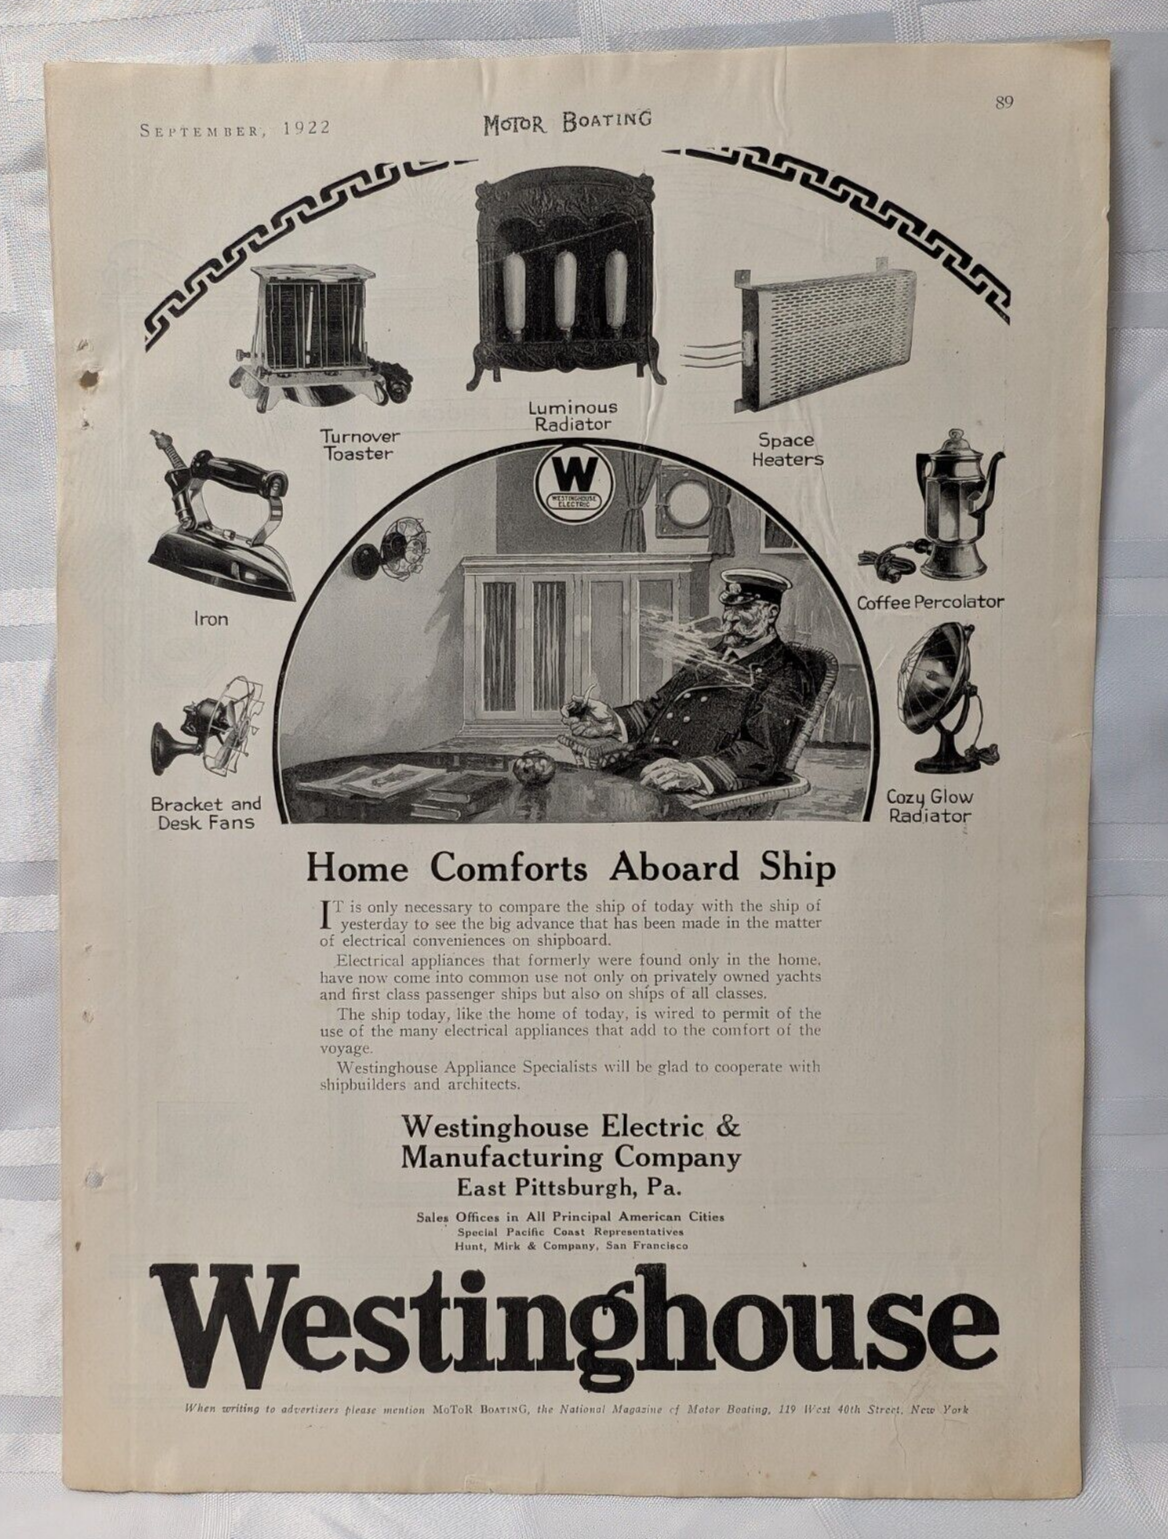 SEPTEMBER, 1922
MOTOR BOATING
89
Turnover
Toaster
Luminous
Radiator
Space
Heaters
Iron
W
WESTINGHOUSE
ELECTRIC
Coffee Percolator
Bracket and
Desk Fans
Cozy Glow
Radiator
Home Comforts Aboard Ship
IT is only necessary to compare the ship of today with the ship of
yesterday to see the big advance that has been made in the matter
of electrical conveniences on shipboard.
Electrical appliances that formerly were found only in the home,
have now come into common use not only on privately owned yachts
and first class passenger ships but also on ships of all classes.
The ship today, like the home of today, is wired to permit of the
use of the many electrical appliances that add to the comfort of the
voyage.
Westinghouse Appliance Specialists will be glad to cooperate with
shipbuilders and architects.
Westinghouse Electric &
Manufacturing Company
East Pittsburgh, Pa.
Sales Offices in All Principal American Cities
Special Pacific Coast Representatives
Hunt, Mirk & Company, San Francisco
Westinghouse
When writing to advertisers please mention MOTOR BOATING, the National Magazine of Motor Boating, 119 West 40th Street, New York